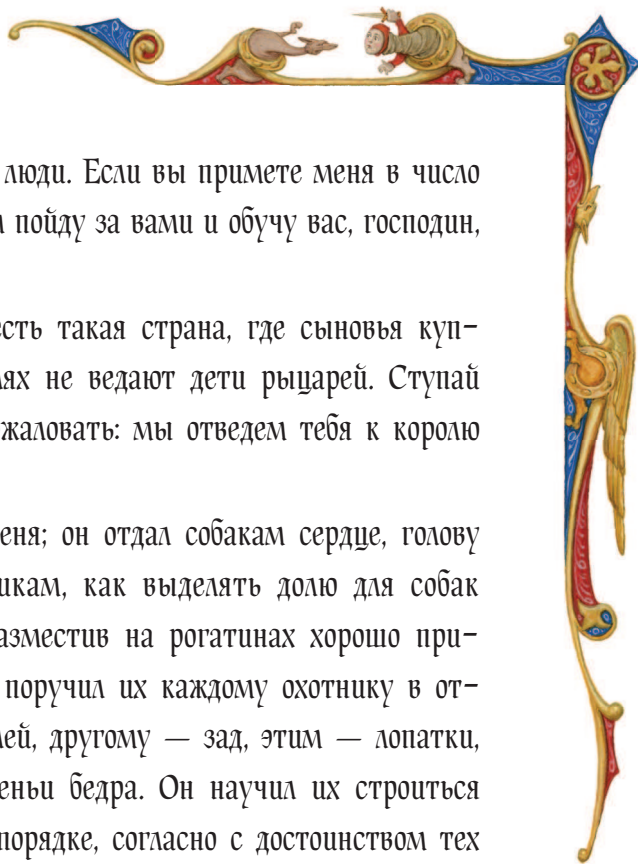 люди. Если вы примете меня в число
пойду за вами и обучу вас, господин,
есть такая страна, где сыновья куп-
лях не ведают дети рыцарей. Ступай
жаловать: мы отведем тебя к королю
еня; он отдал собакам сердце, голову
икам, как выделять долю для собак
азместив на рогатинах хорошо при-
поручил их каждому охотнику в от-
лей, другому — зад, этим — лопатки,
еньи бедра. Он научил их строиться
порядке, согласно с достоинством тех